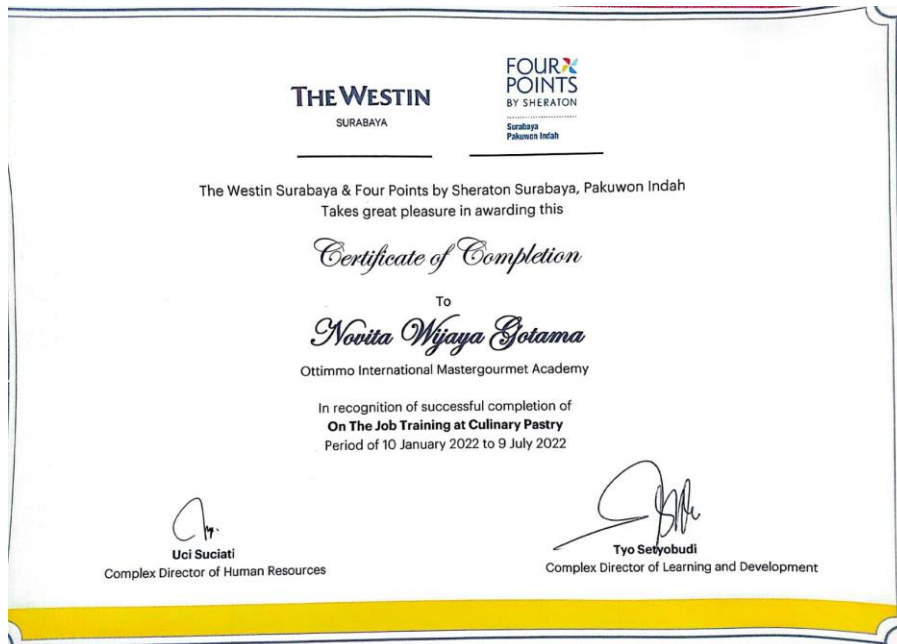 THE WESTIN
SURABAYA
FOUR
POINTS
BY SHERATON
Surabaya
Pakuwon Indah
The Westin Surabaya & Four Points by Sheraton Surabaya, Pakuwon Indah
Takes great pleasure in awarding this
Certificate of Completion
To
Novita Wijaya Gotama
Ottimmo International Mastergourmet Academy
In recognition of successful completion of
On The Job Training at Culinary Pastry
Period of 10 January 2022 to 9 July 2022
Uci Suciati
Complex Director of Human Resources
Tyo Setyobudi
Complex Director of Learning and Development